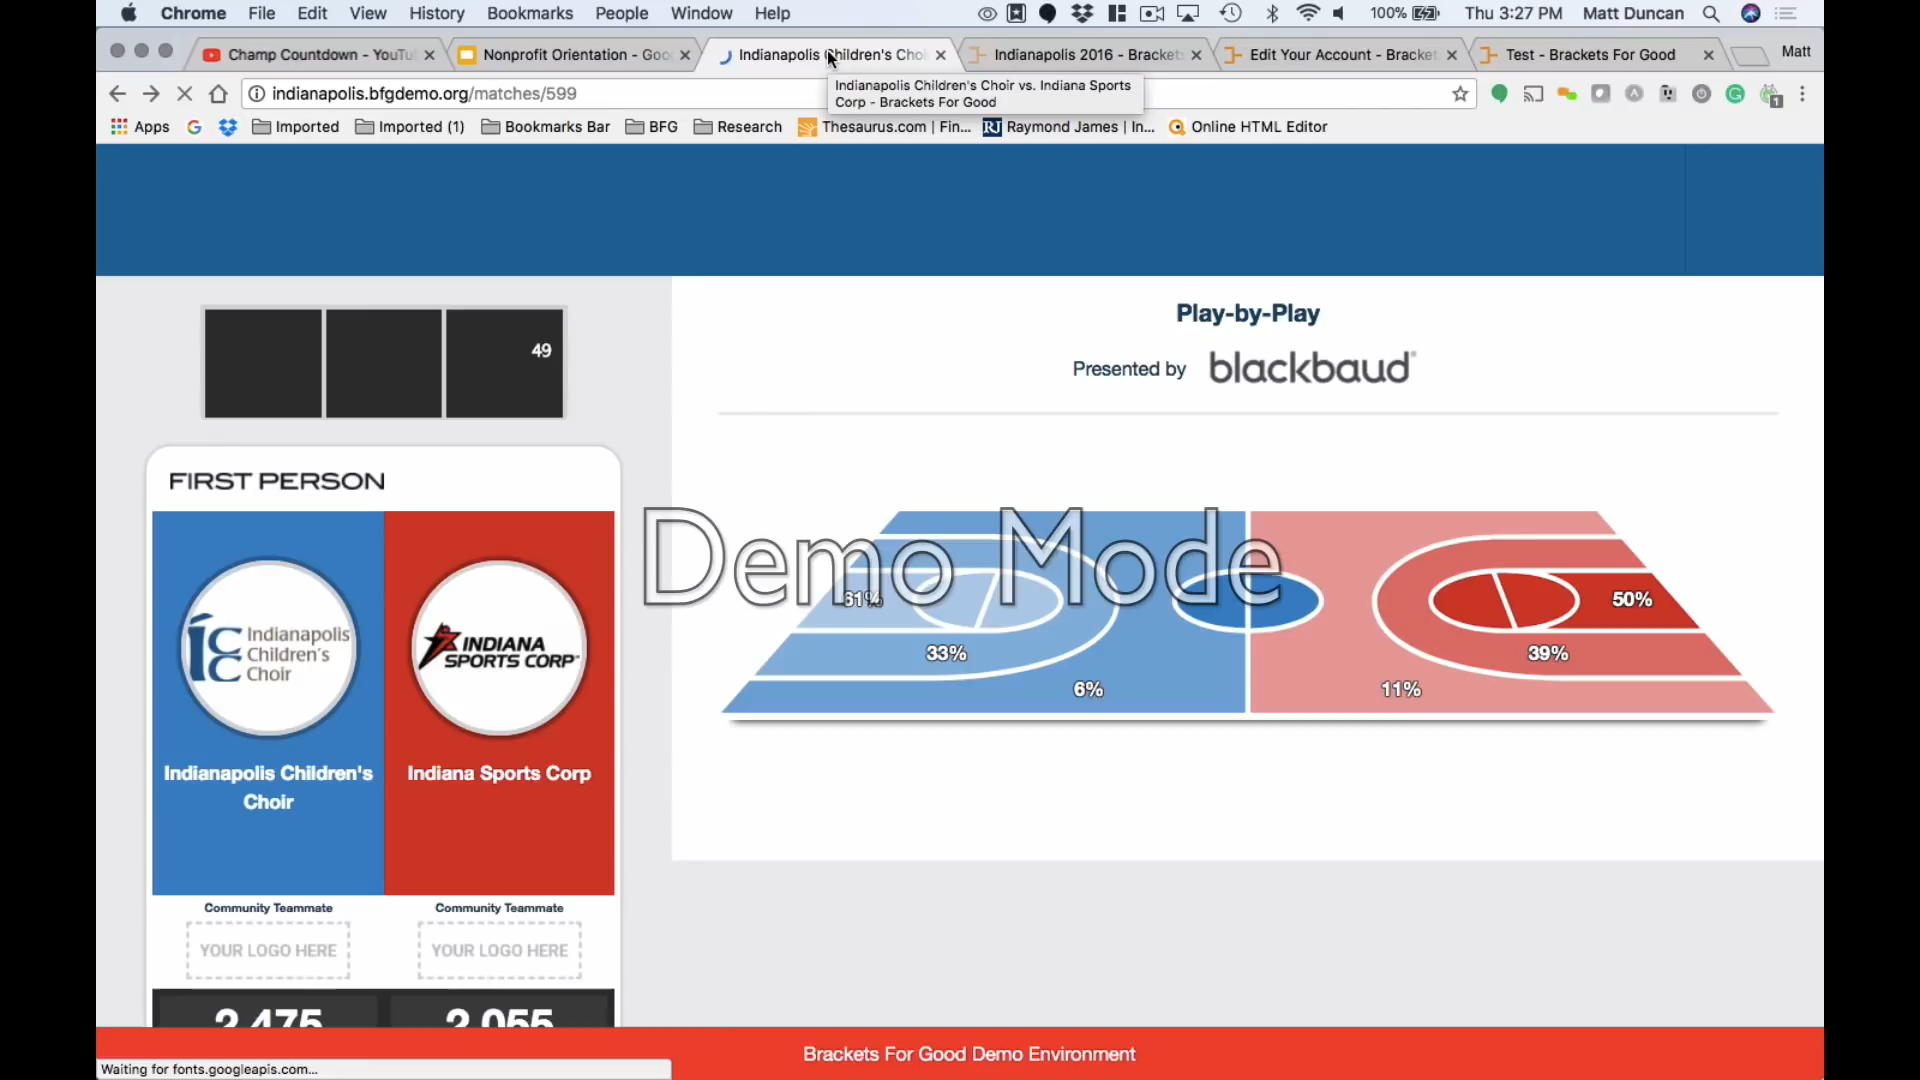 Chrome File Edit View History Bookmarks People Window Help 100% Thu 3:27 PM Matt Duncan
Champ Countdown - YouTu
Nonprofit Orientation - Goo
Indianapolis Children's Choi
Indianapolis 2016 - Bracket
Edit Your Account - Bracket
Test - Brackets For Good
Matt
indianapolis.bfgdemo.org/matches/599
Indianapolis Children's Choir vs. Indiana Sports
Corp - Brackets For Good
1
Apps Imported Imported (1) Bookmarks Bar BFG Research Thesaurus.com | Fin... RJ Raymond James | In... Online HTML Editor
49
Play-by-Play
Presented by blackbaud
FIRST PERSON
Demo Mode
61% 50%
33% 39%
6% 11%
icc Indianapolis
Children's
Choir
INDIANA
SPORTS CORP
Indianapolis Children's
Choir
Indiana Sports Corp
Community Teammate Community Teammate
YOUR LOGO HERE YOUR LOGO HERE
2,475 2,055
Brackets For Good Demo Environment
Waiting for fonts.googleapis.com...